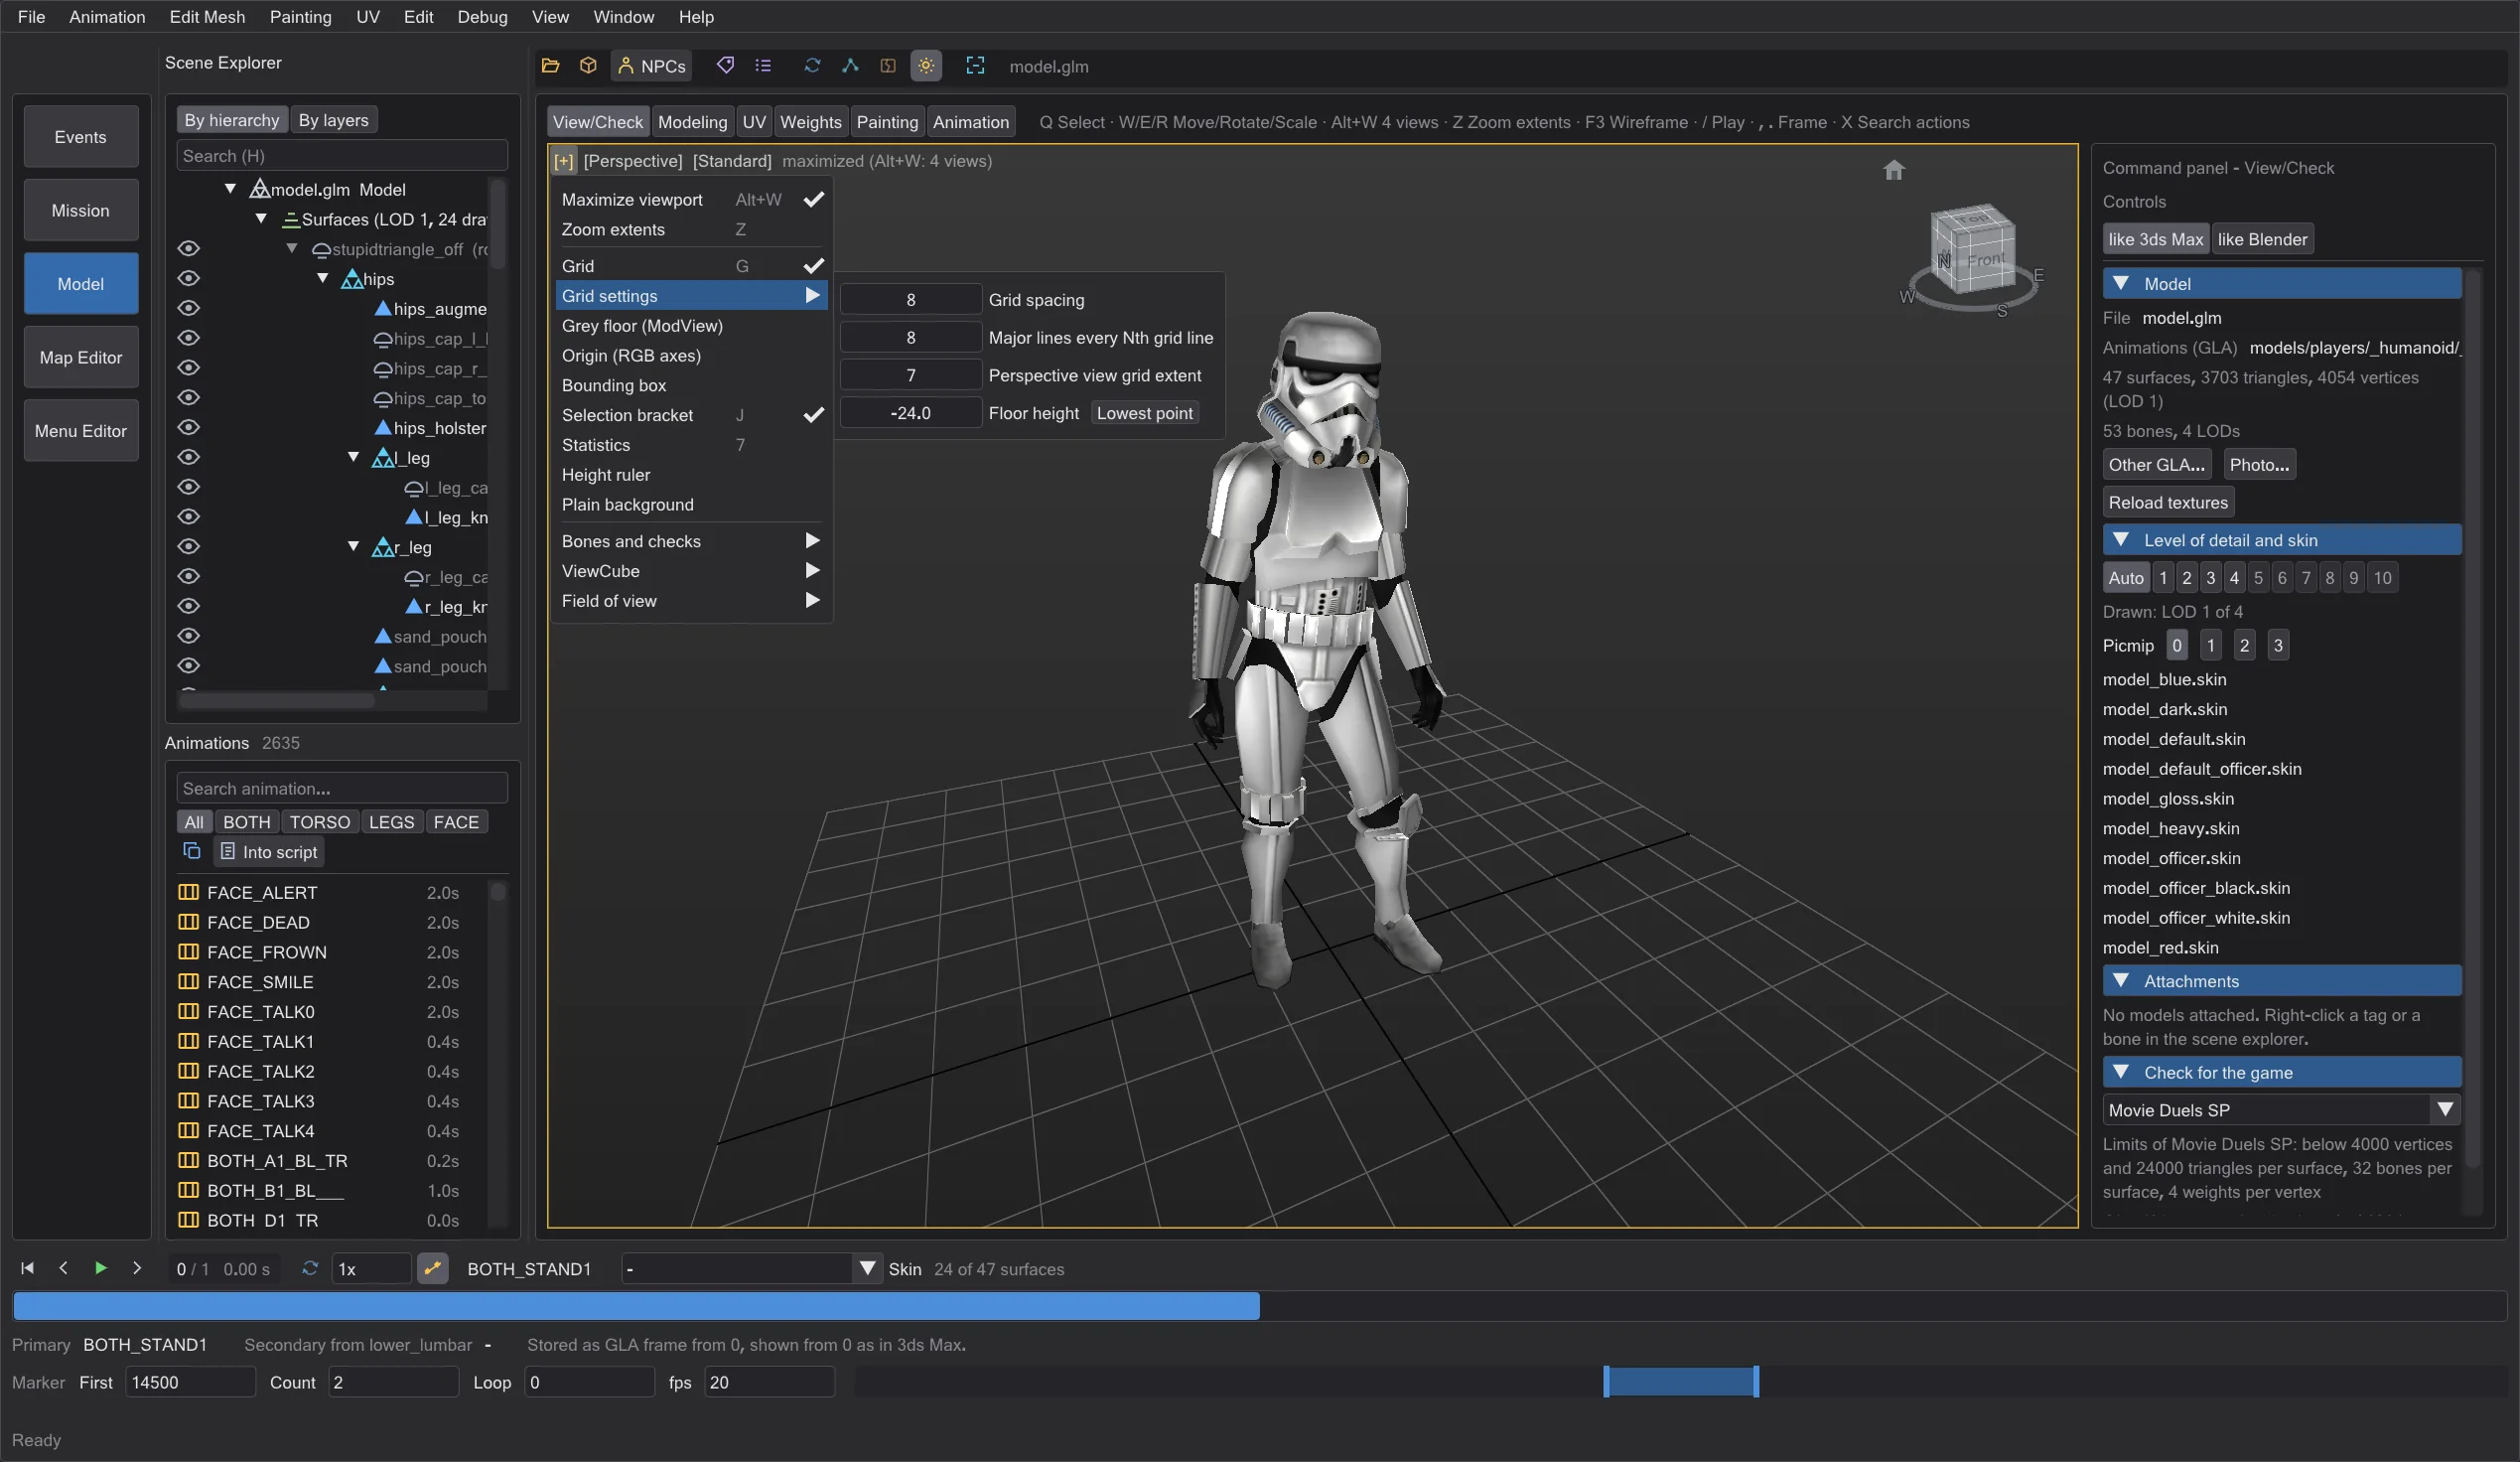 File Animation Edit Mesh Painting UV Edit Debug View Window Help
Scene Explorer
NPCs model.glm
Events
Mission
Model
Map Editor
Menu Editor
By hierarchy By layers
Search (H)
model.glm Model
Surfaces (LOD 1, 24 dra
stupidtriangle_off (ro
hips
hips_augme
hips_cap_l_l
hips_cap_r_
hips_cap_to
hips_holster
l_leg
l_leg_ca
l_leg_kn
r_leg
r_leg_ca
r_leg_kn
sand_pouch
sand_pouch
Animations 2635
Search animation...
All BOTH TORSO LEGS FACE
Into script
FACE_ALERT 2.0s
FACE_DEAD 2.0s
FACE_FROWN 2.0s
FACE_SMILE 2.0s
FACE_TALK0 2.0s
FACE_TALK1 0.4s
FACE_TALK2 0.4s
FACE_TALK3 0.4s
FACE_TALK4 0.4s
BOTH_A1_BL_TR 0.2s
BOTH_B1_BL___ 1.0s
BOTH_D1_TR 0.0s
View/Check Modeling UV Weights Painting Animation Q Select · W/E/R Move/Rotate/Scale · Alt+W 4 views · Z Zoom extents · F3 Wireframe · / Play · , . Frame · X Search actions
[+] [Perspective] [Standard] maximized (Alt+W: 4 views)
Maximize viewport Alt+W
Zoom extents Z
Grid G
Grid settings
Grey floor (ModView)
Origin (RGB axes)
Bounding box
Selection bracket J
Statistics 7
Height ruler
Plain background
Bones and checks
ViewCube
Field of view
8 Grid spacing
8 Major lines every Nth grid line
7 Perspective view grid extent
-24.0 Floor height Lowest point
Top
N Front
W S E
Command panel - View/Check
Controls
like 3ds Max like Blender
Model
File model.glm
Animations (GLA) models/players/_humanoid/_
47 surfaces, 3703 triangles, 4054 vertices
(LOD 1)
53 bones, 4 LODs
Other GLA... Photo...
Reload textures
Level of detail and skin
Auto 1 2 3 4 5 6 7 8 9 10
Drawn: LOD 1 of 4
Picmip 0 1 2 3
model_blue.skin
model_dark.skin
model_default.skin
model_default_officer.skin
model_gloss.skin
model_heavy.skin
model_officer.skin
model_officer_black.skin
model_officer_white.skin
model_red.skin
Attachments
No models attached. Right-click a tag or a
bone in the scene explorer.
Check for the game
Movie Duels SP
Limits of Movie Duels SP: below 4000 vertices
and 24000 triangles per surface, 32 bones per
surface, 4 weights per vertex
0 / 1 0.00 s 1x BOTH_STAND1 - Skin 24 of 47 surfaces
Primary BOTH_STAND1 Secondary from lower_lumbar - Stored as GLA frame from 0, shown from 0 as in 3ds Max.
Marker First 14500 Count 2 Loop 0 fps 20
Ready